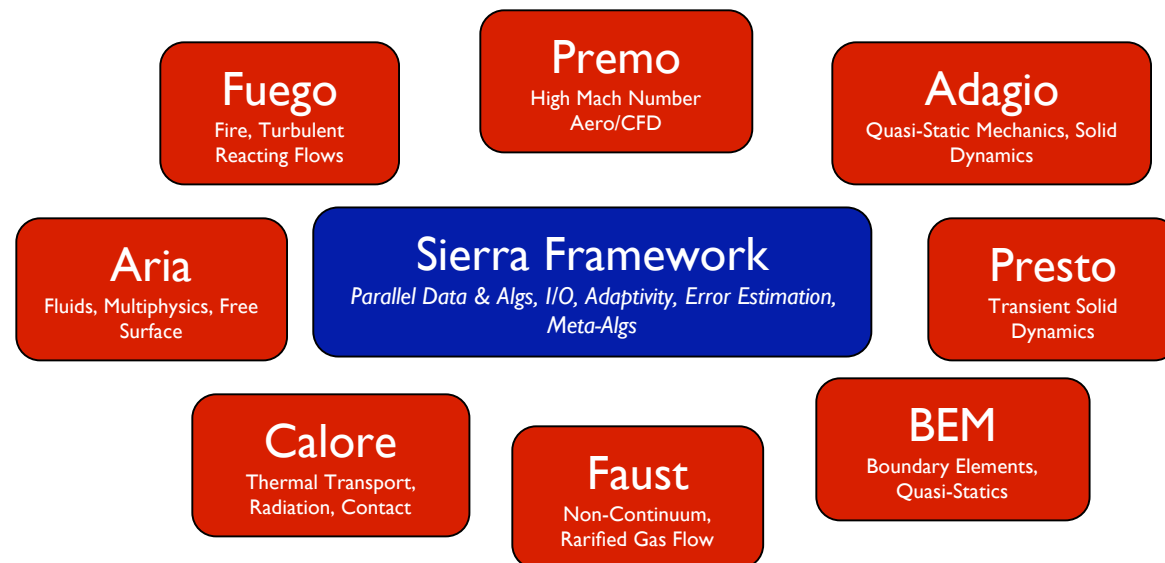 Fuego
Fire, Turbulent
Reacting Flows
Premo
High Mach Number
Aero/CFD
Adagio
Quasi-Static Mechanics, Solid
Dynamics
Aria
Fluids, Multiphysics, Free
Surface
Sierra Framework
Parallel Data & Algs, I/O, Adaptivity, Error Estimation,
Meta-Algs
Presto
Transient Solid
Dynamics
Calore
Thermal Transport,
Radiation, Contact
Faust
Non-Continuum,
Rarified Gas Flow
BEM
Boundary Elements,
Quasi-Statics